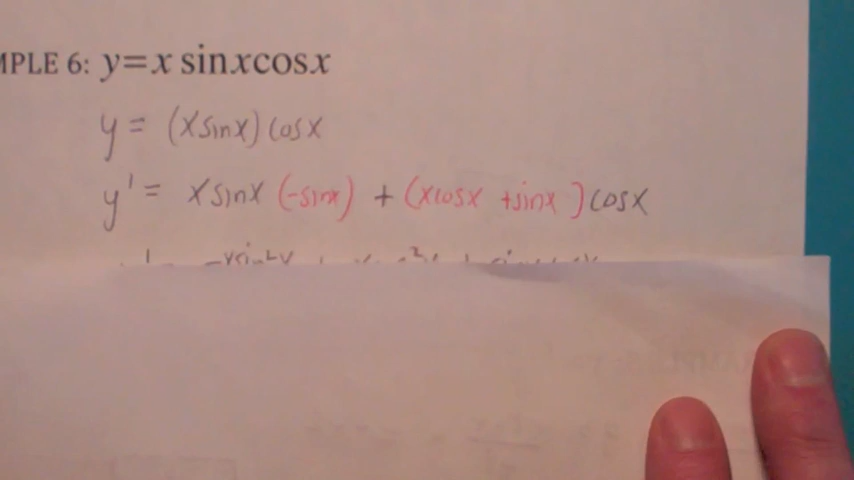 MPLE 6: y=x sinxcosx
y = (xsinx) cosx
y' = xsinx (-sinx) + (xcosx +sinx) cosx